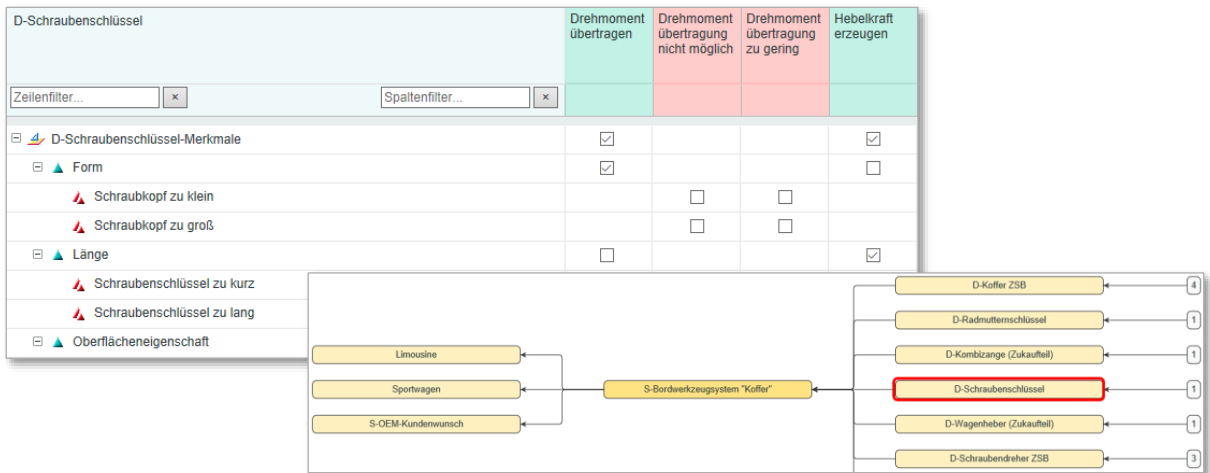 D-Schraubenschlüssel
Drehmoment übertragen
Drehmoment übertragung nicht möglich
Drehmoment übertragung zu gering
Hebelkraft erzeugen
Zeilenfilter... ×
Spaltenfilter... ×
D-Schraubenschlüssel-Merkmale
Form
Schraubkopf zu klein
Schraubkopf zu groß
Länge
Schraubenschlüssel zu kurz
Schraubenschlüssel zu lang
Oberflächeneigenschaft
Limousine
Sportwagen
S-OEM-Kundenwunsch
S-Bordwerkzeugsystem "Koffer"
D-Koffer ZSB 4
D-Radmutternschlüssel 1
D-Kombizange (Zukaufteil) 1
D-Schraubenschlüssel 1
D-Wagenheber (Zukaufteil) 1
D-Schraubendreher ZSB 3